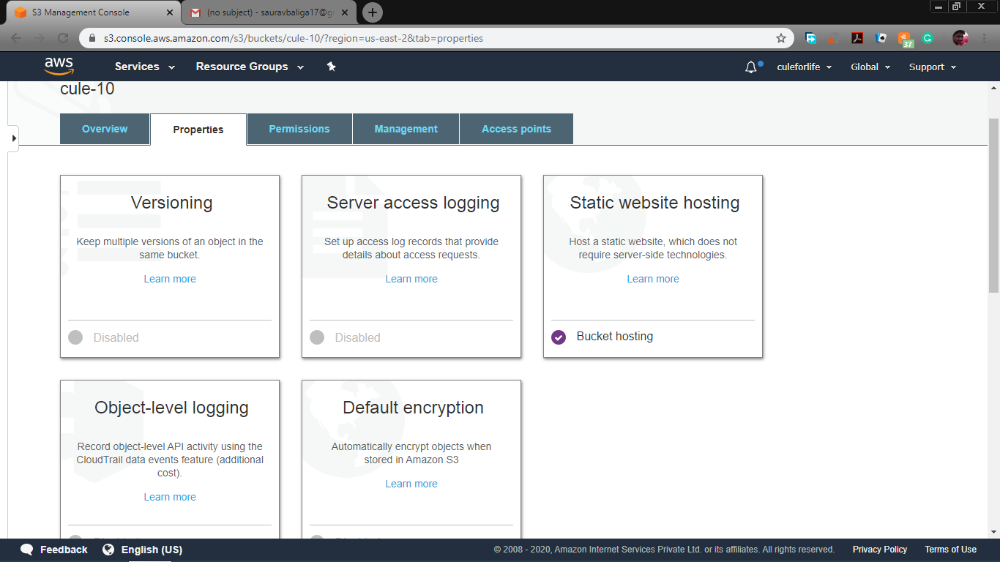 S3 Management Console
(no subject) - sauravbaliga17@g
s3.console.aws.amazon.com/s3/buckets/cule-10/?region=us-east-2&tab=properties
37
aws
Services
Resource Groups
culeforlife
Global
Support
cule-10
Overview
Properties
Permissions
Management
Access points
Versioning
Keep multiple versions of an object in the
same bucket.
Learn more
Disabled
Server access logging
Set up access log records that provide
details about access requests.
Learn more
Disabled
Static website hosting
Host a static website, which does not
require server-side technologies.
Learn more
Bucket hosting
Object-level logging
Record object-level API activity using the
CloudTrail data events feature (additional
cost).
Learn more
Default encryption
Automatically encrypt objects when
stored in Amazon S3
Learn more
Feedback
English (US)
© 2008 - 2020, Amazon Internet Services Private Ltd. or its affiliates. All rights reserved.
Privacy Policy
Terms of Use